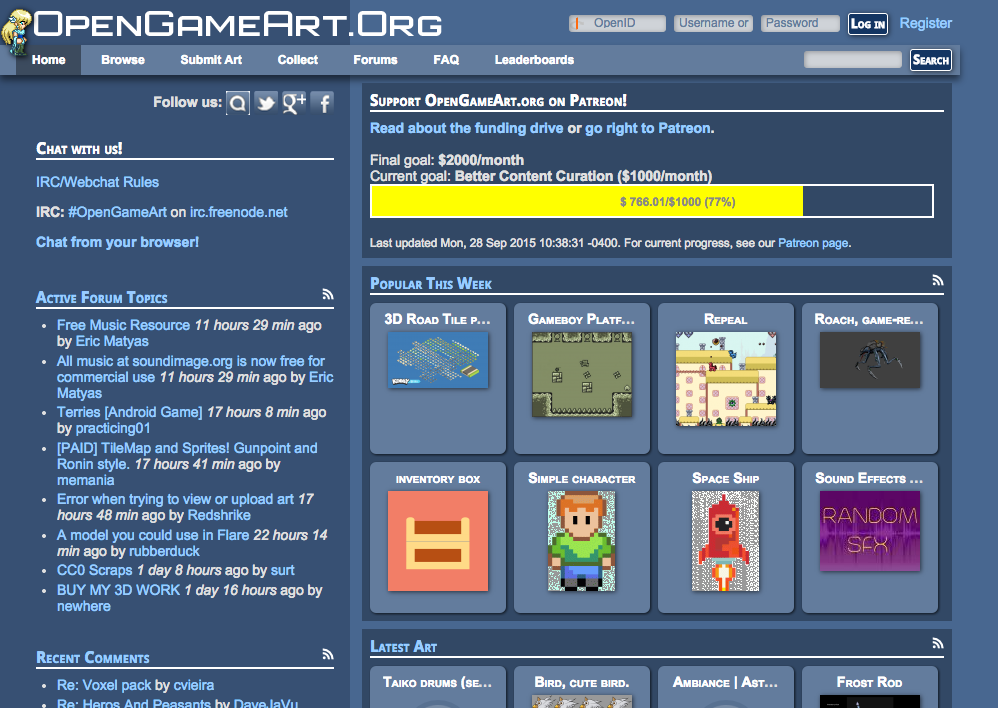 OpenGameArt.Org
OpenID
Username or
Password
Log in
Register
Home
Browse
Submit Art
Collect
Forums
FAQ
Leaderboards
Search
Follow us:
Chat with us!
IRC/Webchat Rules
IRC: #OpenGameArt on irc.freenode.net
Chat from your browser!
Active Forum Topics
Free Music Resource 11 hours 29 min ago
by Eric Matyas
All music at soundimage.org is now free for
commercial use 11 hours 29 min ago by Eric
Matyas
Terries [Android Game] 17 hours 8 min ago
by practicing01
[PAID] TileMap and Sprites! Gunpoint and
Ronin style. 17 hours 41 min ago by
memania
Error when trying to view or upload art 17
hours 48 min ago by Redshrike
A model you could use in Flare 22 hours 14
min ago by rubberduck
CC0 Scraps 1 day 8 hours ago by surt
BUY MY 3D WORK 1 day 16 hours ago by
newhere
Recent Comments
Re: Voxel pack by cvieira
Re: Heros And Peasants by DaveJaVu
Support OpenGameArt.org on Patreon!
Read about the funding drive or go right to Patreon.
Final goal: $2000/month
Current goal: Better Content Curation ($1000/month)
$ 766.01/$1000 (77%)
Last updated Mon, 28 Sep 2015 10:38:31 -0400. For current progress, see our Patreon page.
Popular This Week
3D Road Tile p...
Gameboy Platf...
Repeal
Roach, game-re...
inventory box
Simple character
Space Ship
Sound Effects ...
RANDOM
SFX
Latest Art
Taiko drums (se...
Bird, cute bird.
Ambiance | Ast...
Frost Rod